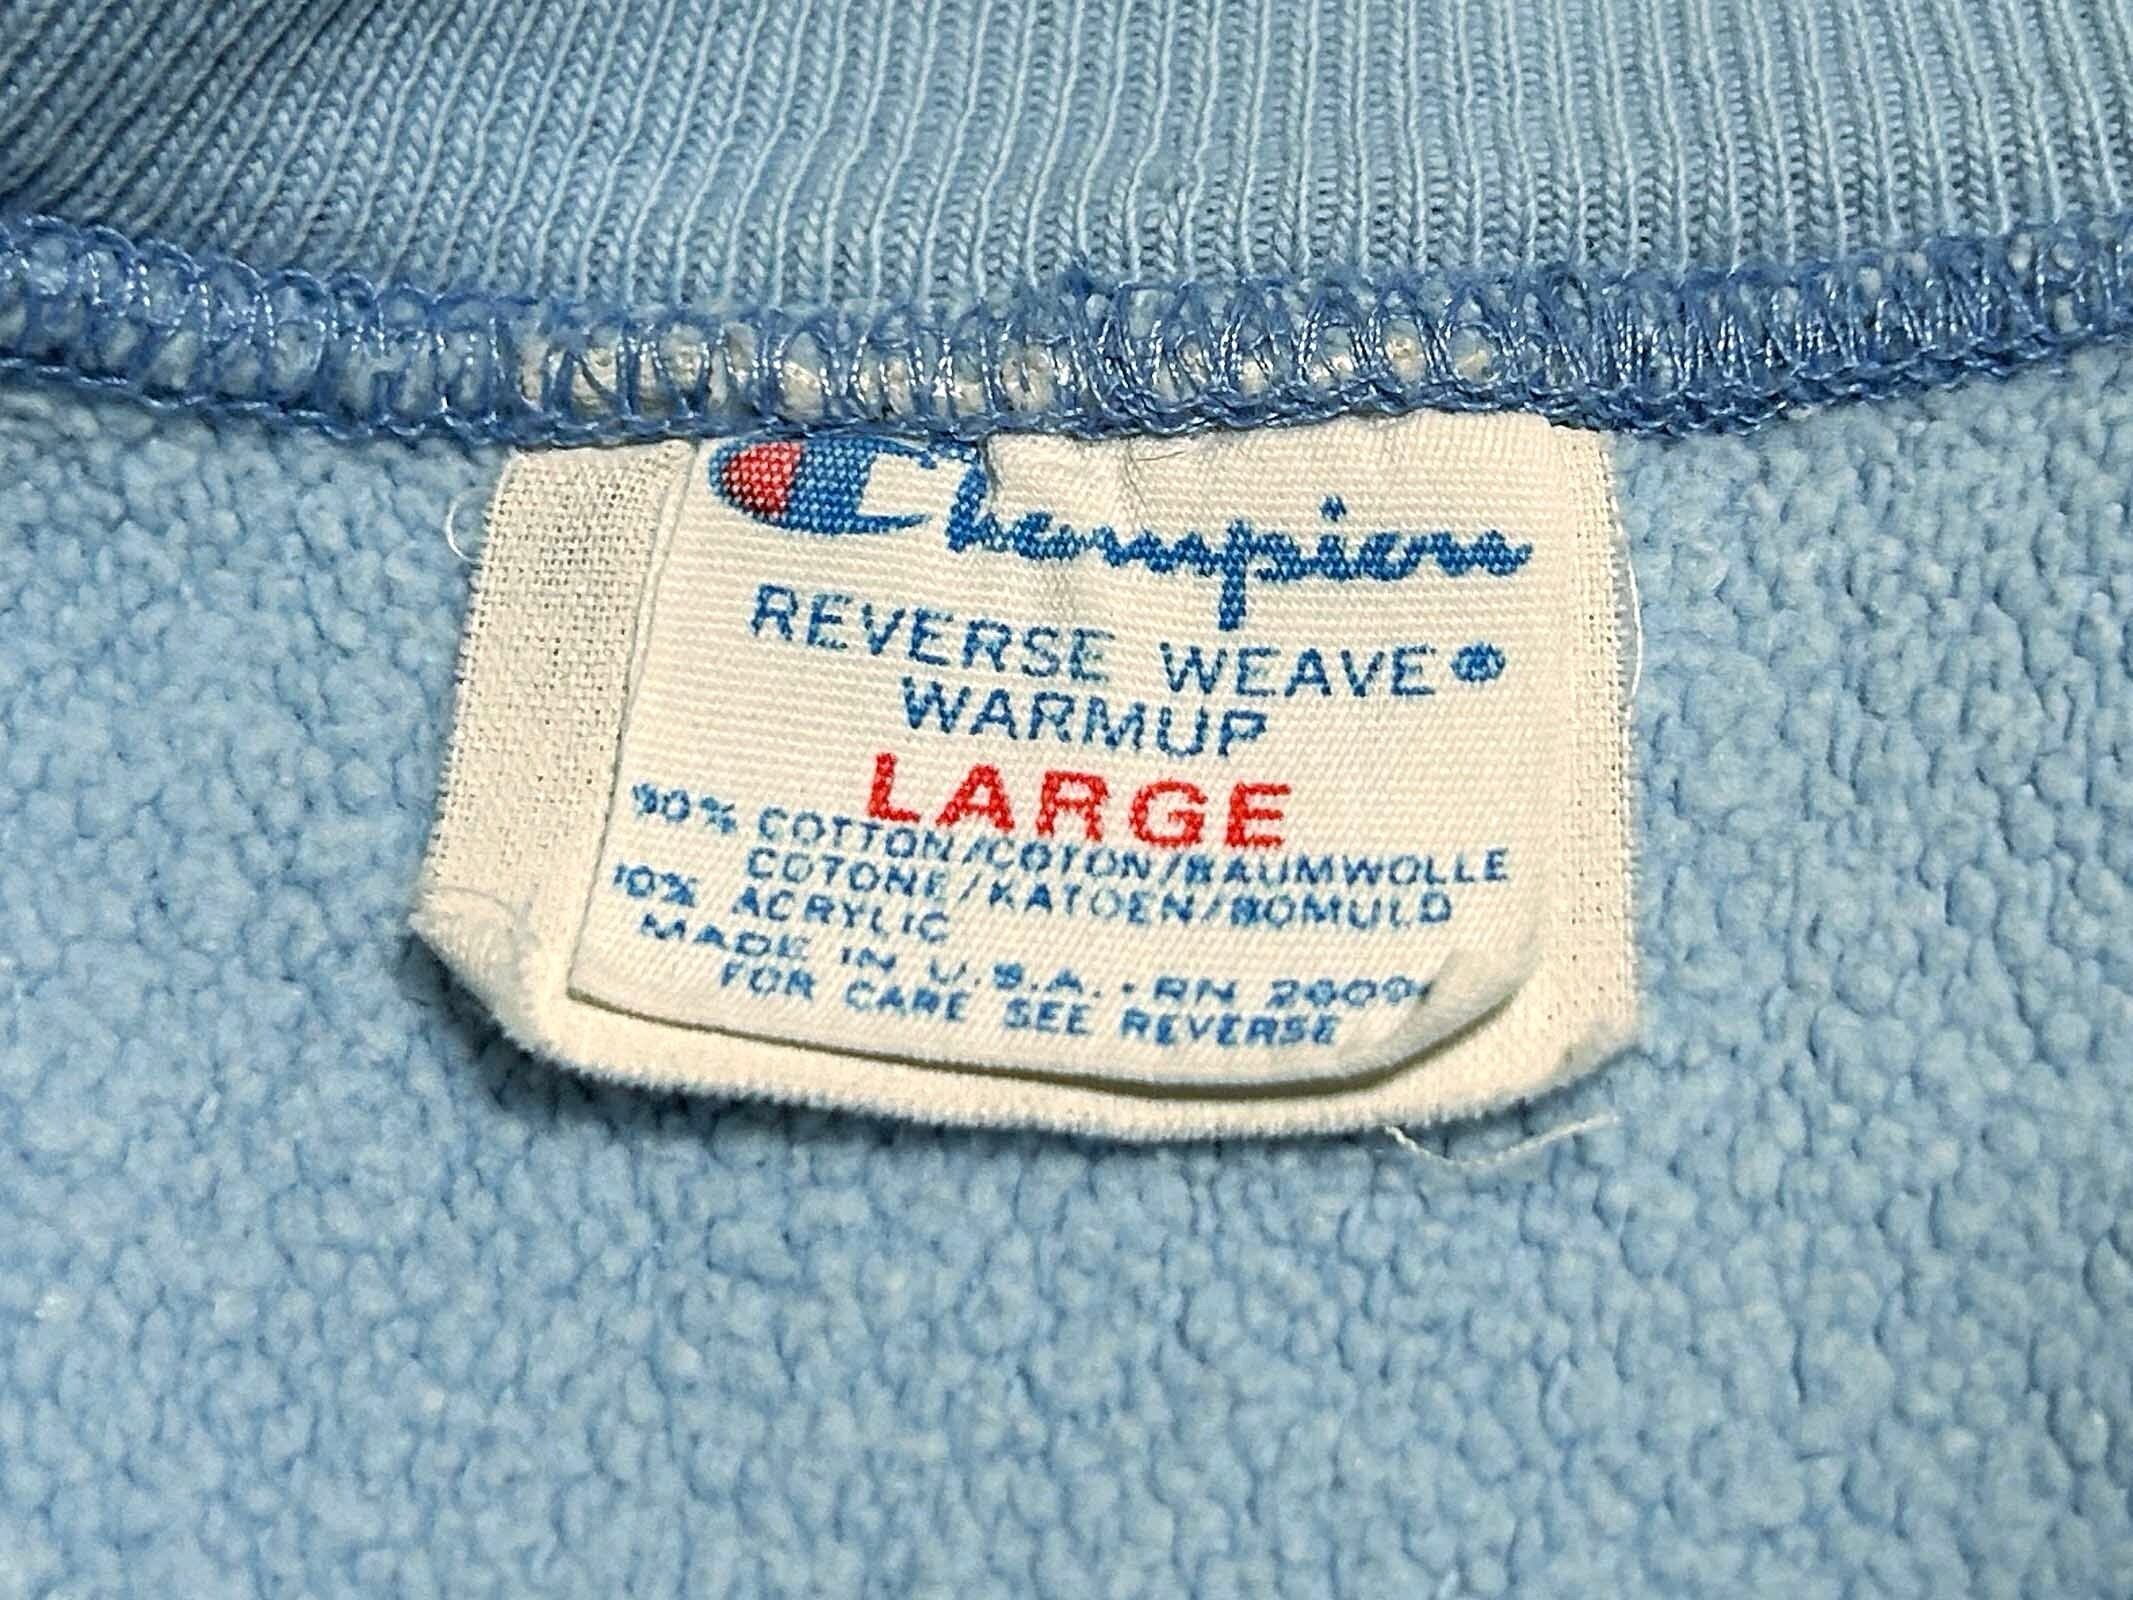 Champion
REVERSE WEAVE®
WARMUP
LARGE
90% COTTON/COTON/BAUMWOLLE
COTONE/KATOEN/BOMULD
10% ACRYLIC
MADE IN U.S.A. - RN
FOR CARE SEE REVERSE